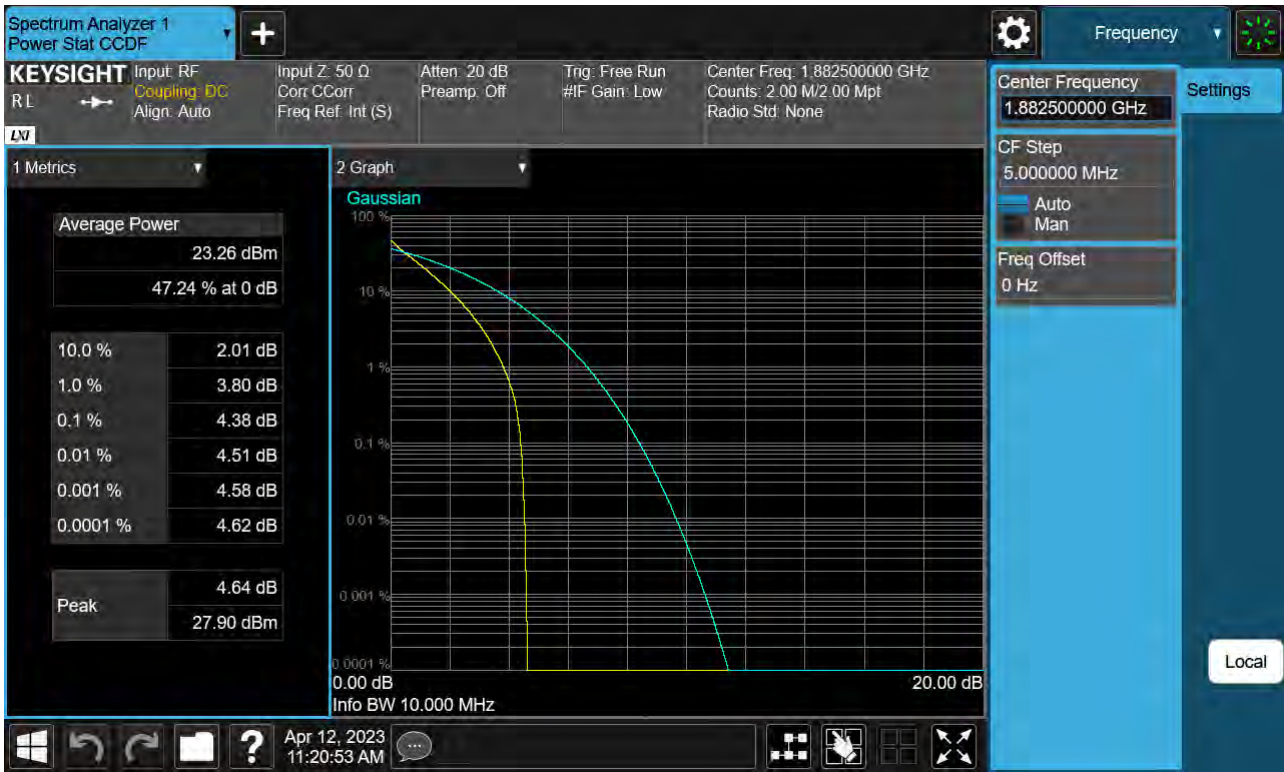 Spectrum Analyzer 1
Power Stat CCDF
+
Frequency
KEYSIGHT
RL
LXI
Input: RF
Coupling: DC
Align: Auto
Input Z: 50 Ω
Corr CCorr
Freq Ref: Int (S)
Atten: 20 dB
Preamp: Off
Trig: Free Run
#IF Gain: Low
Center Freq: 1.882500000 GHz
Counts: 2.00 M/2.00 Mpt
Radio Std: None
Center Frequency
1.882500000 GHz
Settings
CF Step
5.000000 MHz
Auto
Man
Freq Offset
0 Hz
1 Metrics
Average Power
23.26 dBm
47.24 % at 0 dB
10.0 % 2.01 dB
1.0 % 3.80 dB
0.1 % 4.38 dB
0.01 % 4.51 dB
0.001 % 4.58 dB
0.0001 % 4.62 dB
Peak
4.64 dB
27.90 dBm
2 Graph
Gaussian
100 %
10 %
1 %
0.1 %
0.01 %
0.001 %
0.0001 %
0.00 dB 20.00 dB
Info BW 10.000 MHz
Local
?
Apr 12, 2023
11:20:53 AM